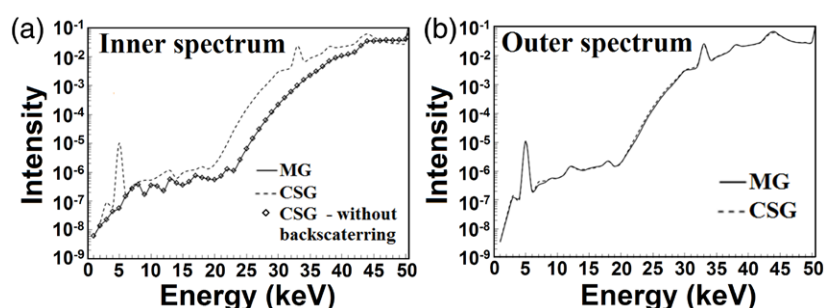 (a)
Inner spectrum
Intensity
10-1
10-2
10-3
10-4
10-5
10-6
10-7
10-8
10-9
MG
CSG
CSG - without
backscaterring
0 5 10 15 20 25 30 35 40 45 50
Energy (keV)
(b)
Outer spectrum
Intensity
10-1
10-2
10-3
10-4
10-5
10-6
10-7
10-8
10-9
MG
CSG
0 5 10 15 20 25 30 35 40 45 50
Energy (keV)